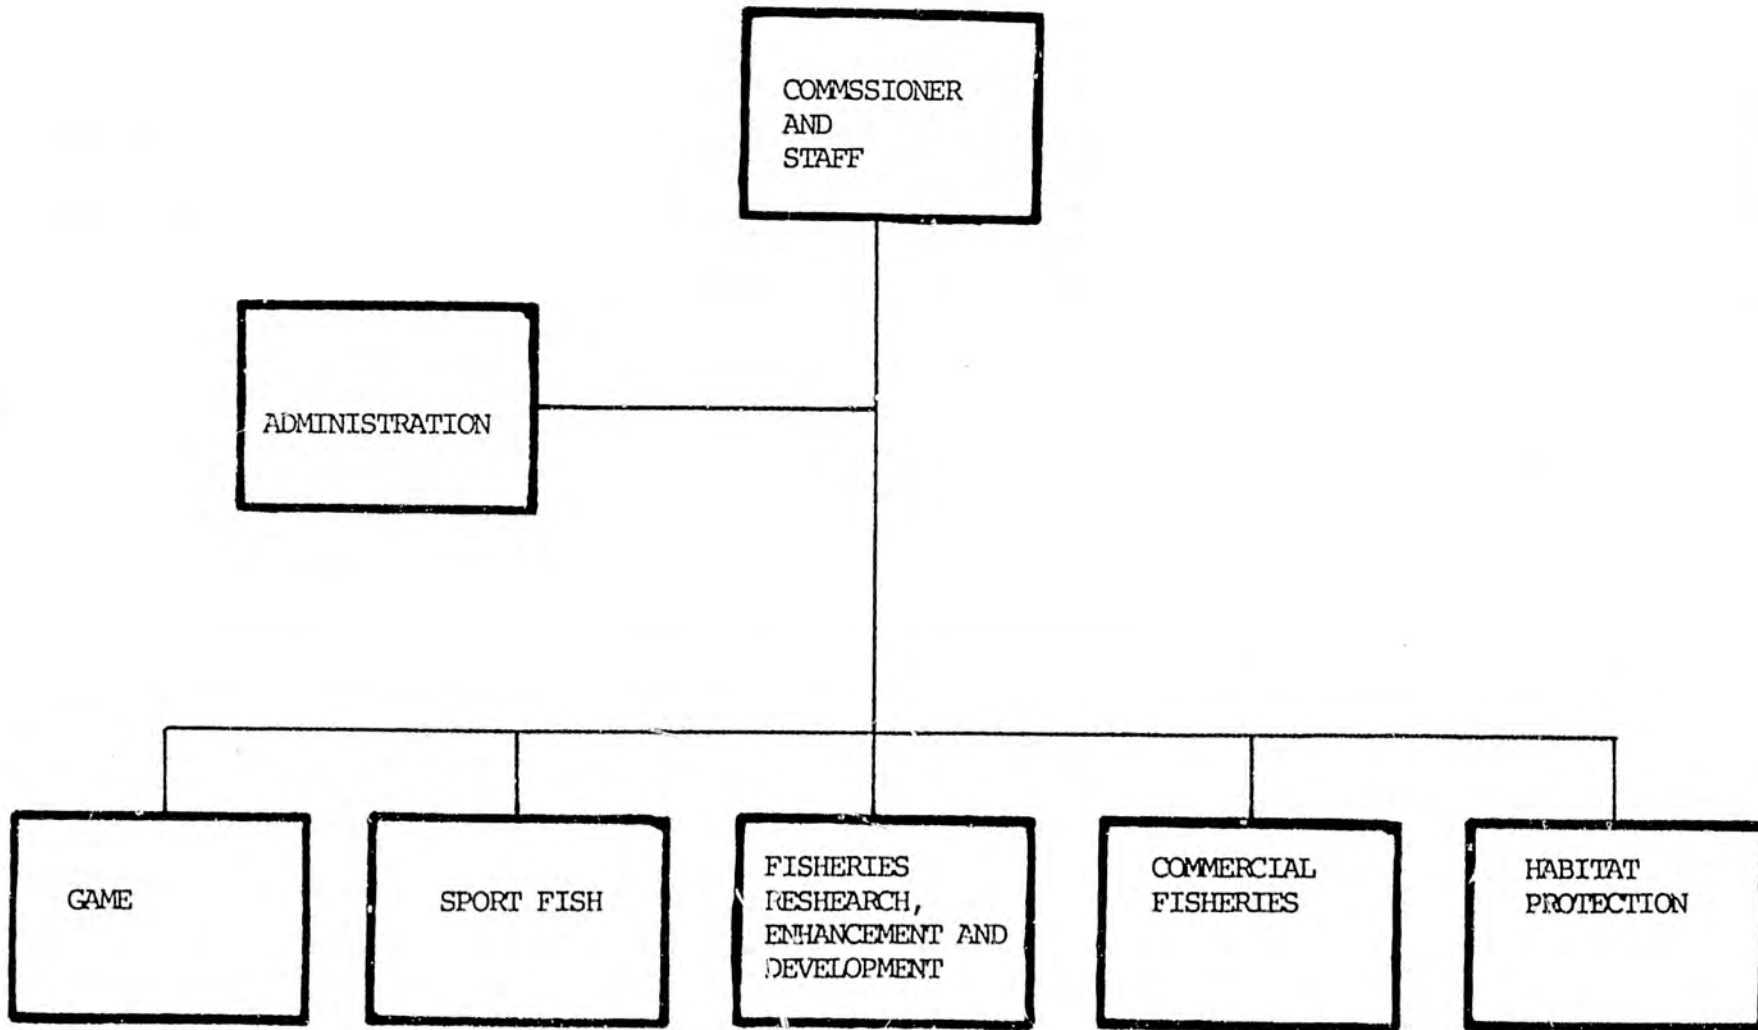 COMMSSIONER
AND
STAFF
ADMINISTRATION
GAME
SPORT FISH
FISHERIES
RESHEARCH,
ENHANCEMENT AND
DEVELOPMENT
COMMERCIAL
FISHERIES
HABITAT
PROTECTION